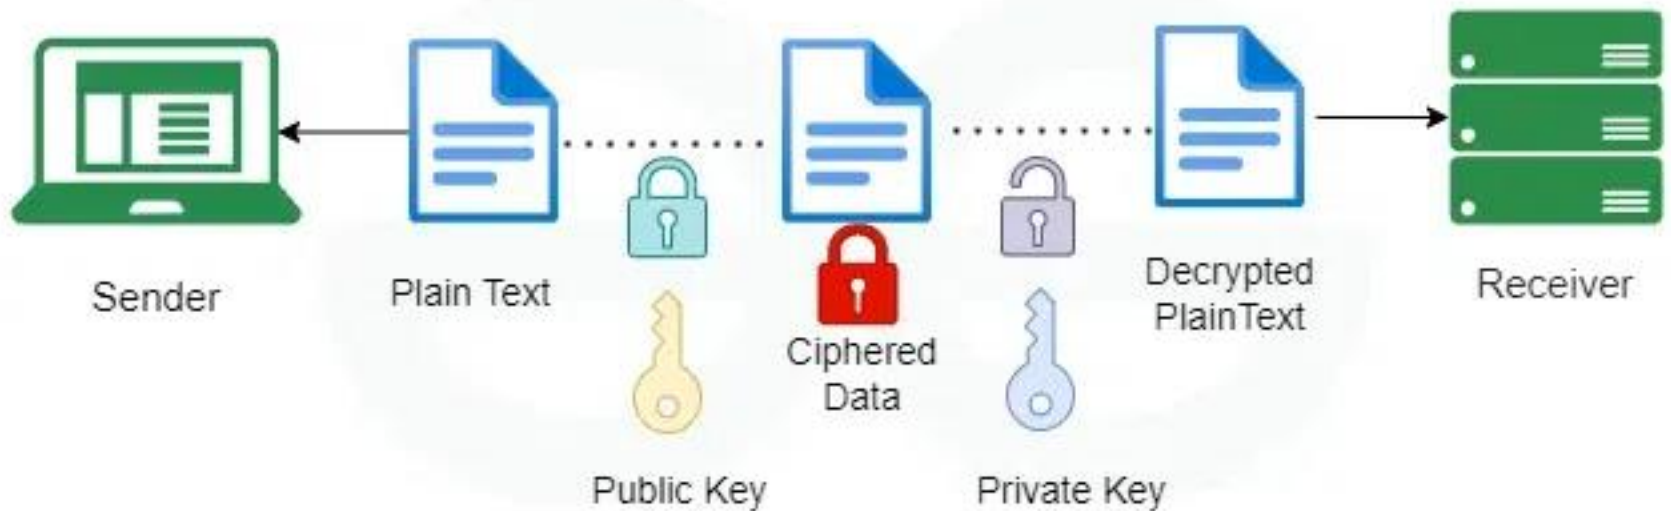 Sender
Plain Text
Ciphered
Data
Decrypted
PlainText
Receiver
Public Key
Private Key